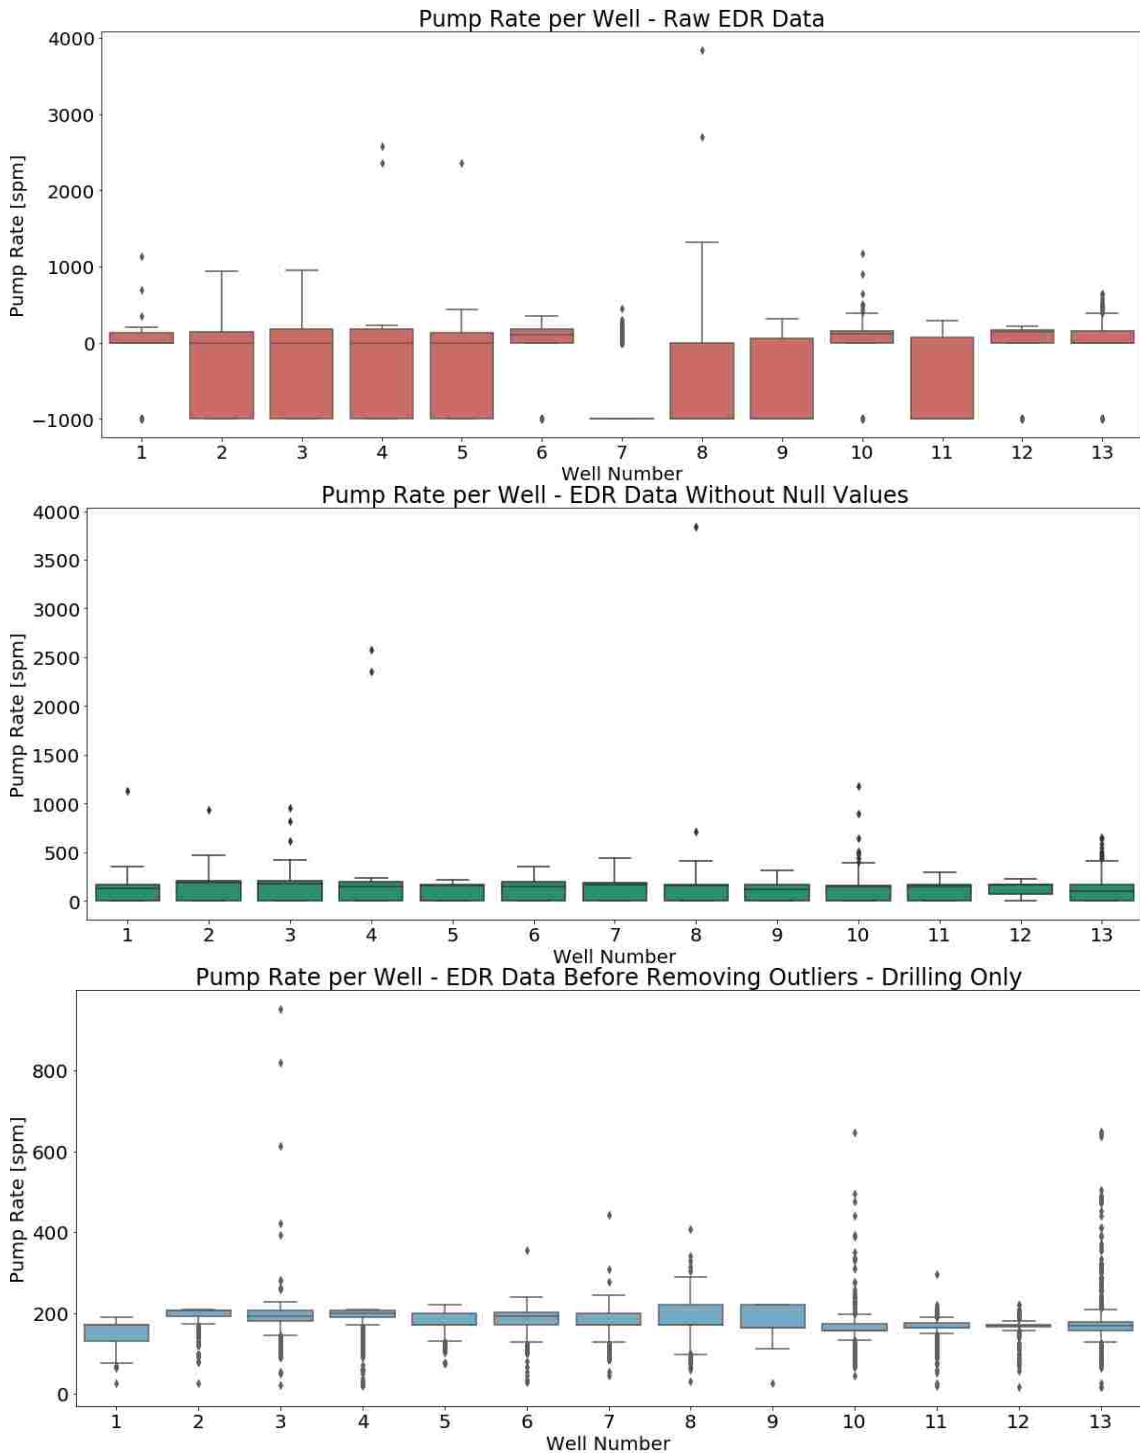 Pump Rate per Well - Raw EDR Data
4000
3000
2000
1000
0
−1000
Pump Rate [spm]
1 2 3 4 5 6 7 8 9 10 11 12 13
Well Number
Pump Rate per Well - EDR Data Without Null Values
4000
3500
3000
2500
2000
1500
1000
500
0
Pump Rate [spm]
1 2 3 4 5 6 7 8 9 10 11 12 13
Well Number
Pump Rate per Well - EDR Data Before Removing Outliers - Drilling Only
800
600
400
200
0
Pump Rate [spm]
1 2 3 4 5 6 7 8 9 10 11 12 13
Well Number